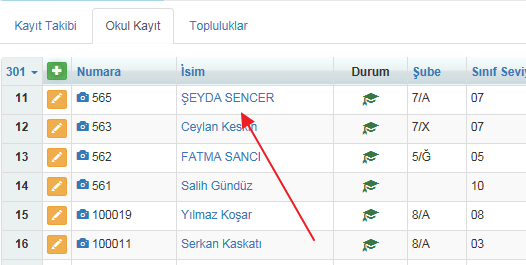 Kayıt Takibi Okul Kayıt Topluluklar
301 Numara İsim Durum Şube Sınıf Seviy
11 565 ŞEYDA SENCER 7/A 07
12 563 Ceylan Keskin 7/X 07
13 562 FATMA SANCI 5/Ğ 05
14 561 Salih Gündüz 10
15 100019 Yılmaz Koşar 8/A 08
16 100011 Serkan Kaskatı 8/A 03